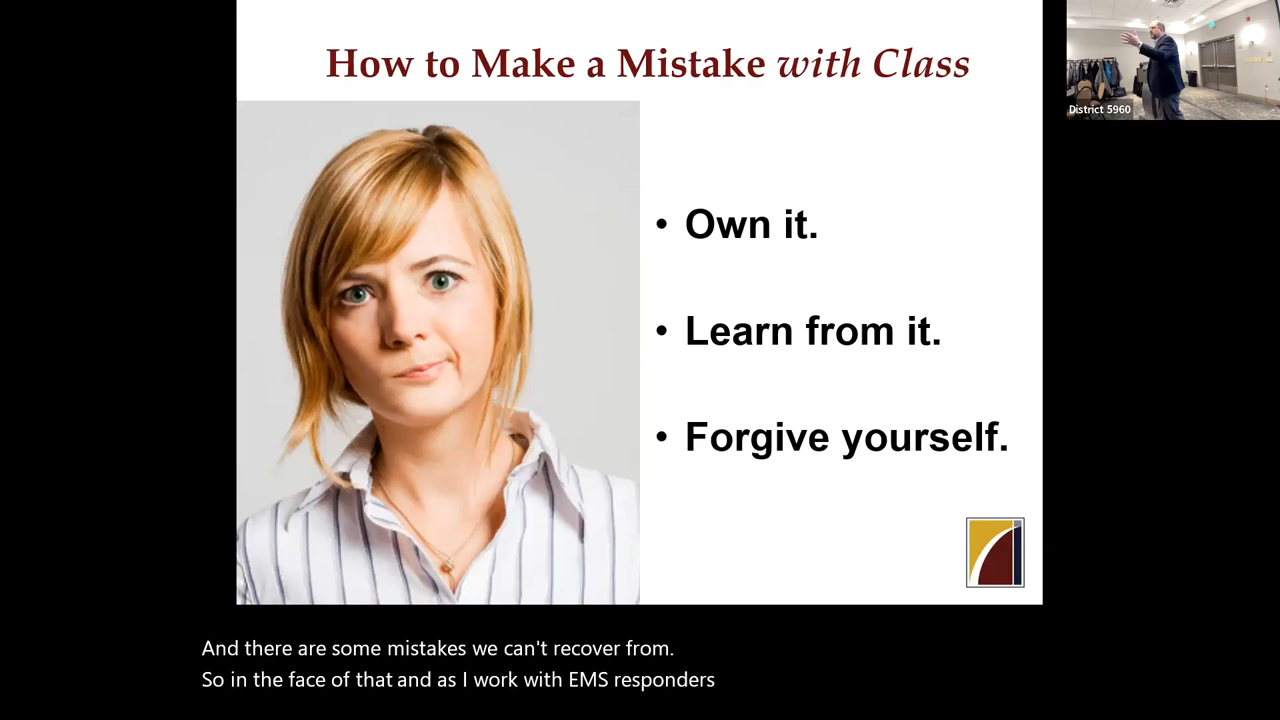 How to Make a Mistake with Class
District 5960
• Own it.
• Learn from it.
• Forgive yourself.
And there are some mistakes we can't recover from.
So in the face of that and as I work with EMS responders